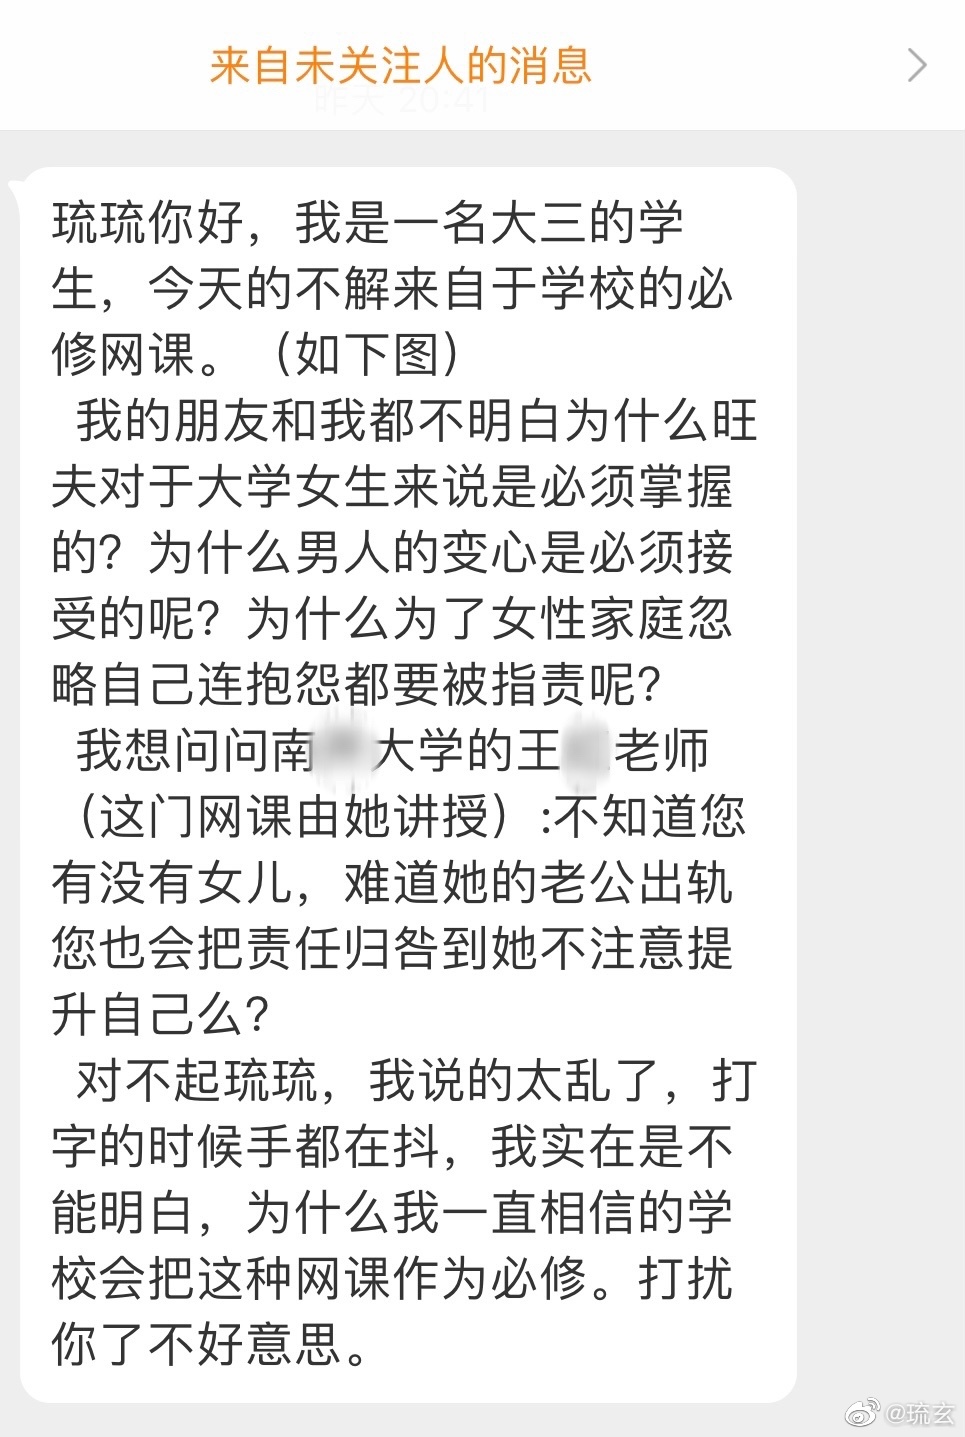 来自未关注人的消息
昨天 20:41
琉琉你好，我是一名大三的学
生，今天的不解来自于学校的必
修网课。（如下图）
我的朋友和我都不明白为什么旺
夫对于大学女生来说是必须掌握
的？为什么男人的变心是必须接
受的呢？为什么为了女性家庭忽
略自己连抱怨都要被指责呢？
我想问问南 大学的王 老师
（这门网课由她讲授）:不知道您
有没有女儿，难道她的老公出轨
您也会把责任归咎到她不注意提
升自己么？
对不起琉琉，我说的太乱了，打
字的时候手都在抖，我实在是不
能明白，为什么我一直相信的学
校会把这种网课作为必修。打扰
你了不好意思。
@琉玄